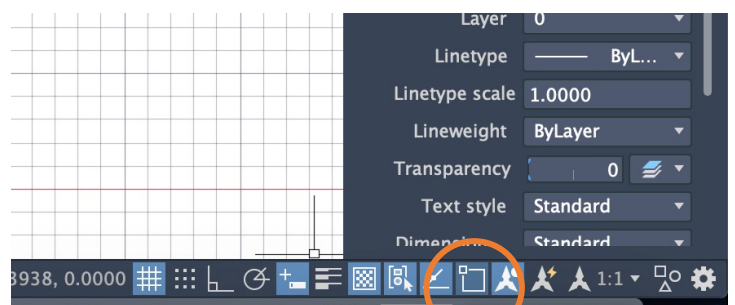 Layer 0
Linetype ByL...
Linetype scale 1.0000
Lineweight ByLayer
Transparency 0
Text style Standard
Dimension Standard
3938, 0.0000 1:1